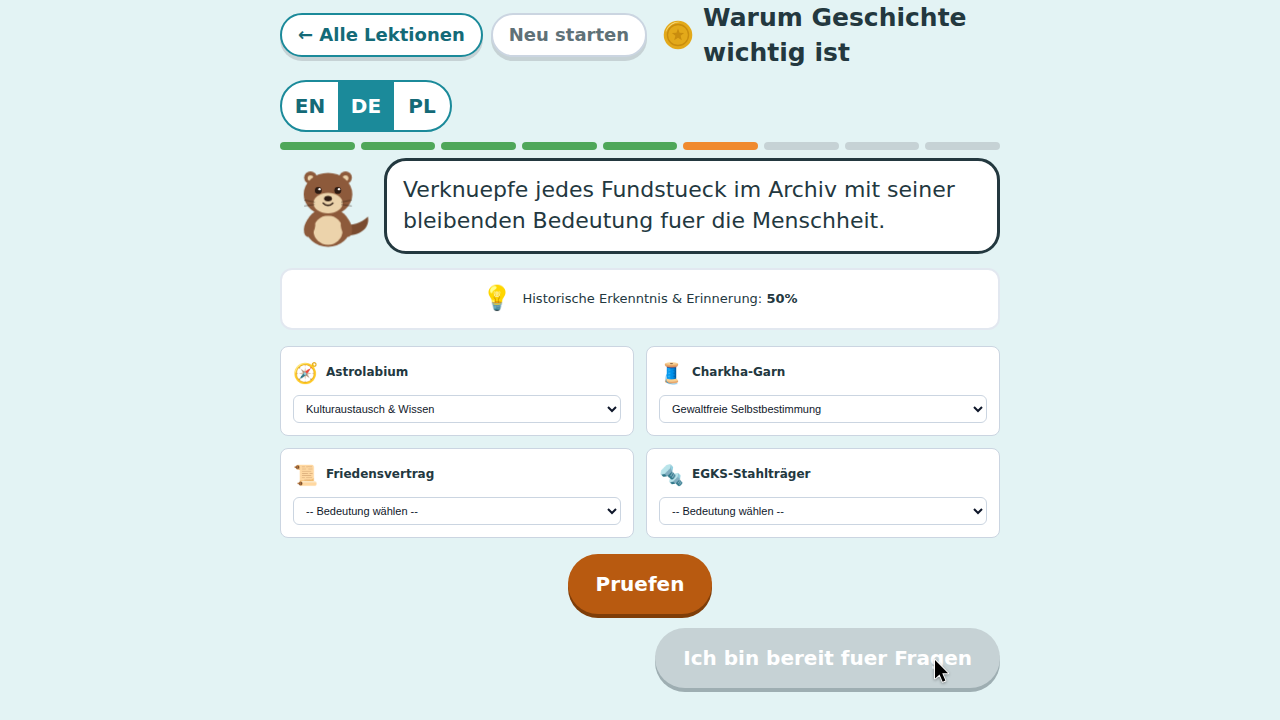 ← Alle Lektionen
Neu starten
Warum Geschichte
wichtig ist
EN DE PL
Verknuepfe jedes Fundstueck im Archiv mit seiner
bleibenden Bedeutung fuer die Menschheit.
Historische Erkenntnis & Erinnerung: 50%
Astrolabium
Kulturaustausch & Wissen
Charkha-Garn
Gewaltfreie Selbstbestimmung
Friedensvertrag
-- Bedeutung wählen --
EGKS-Stahlträger
-- Bedeutung wählen --
Pruefen
Ich bin bereit fuer Fragen